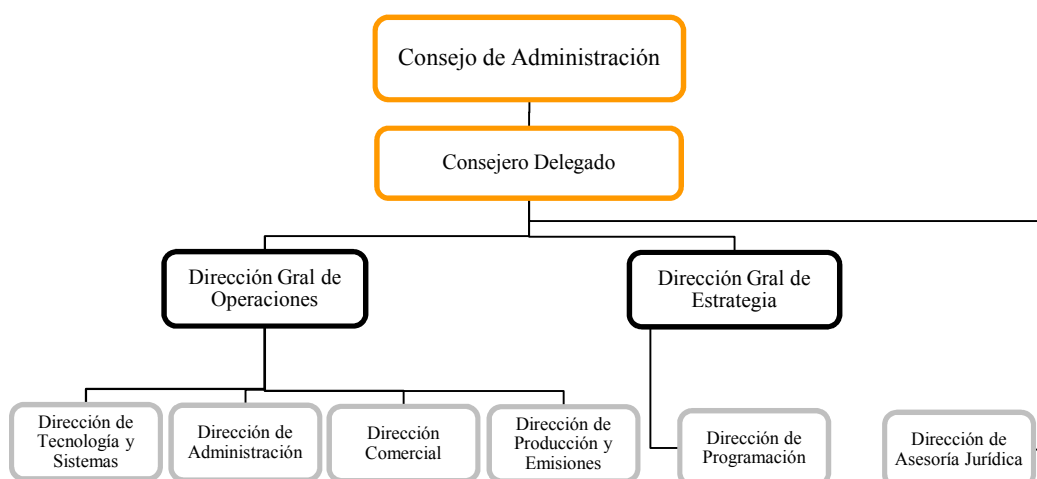 Consejo de Administración
Consejero Delegado
Dirección Gral de
Operaciones
Dirección Gral de
Estrategia
Dirección de
Tecnología y
Sistemas
Dirección de
Administración
Dirección
Comercial
Dirección de
Producción y
Emisiones
Dirección de
Programación
Dirección de
Asesoría Jurídica